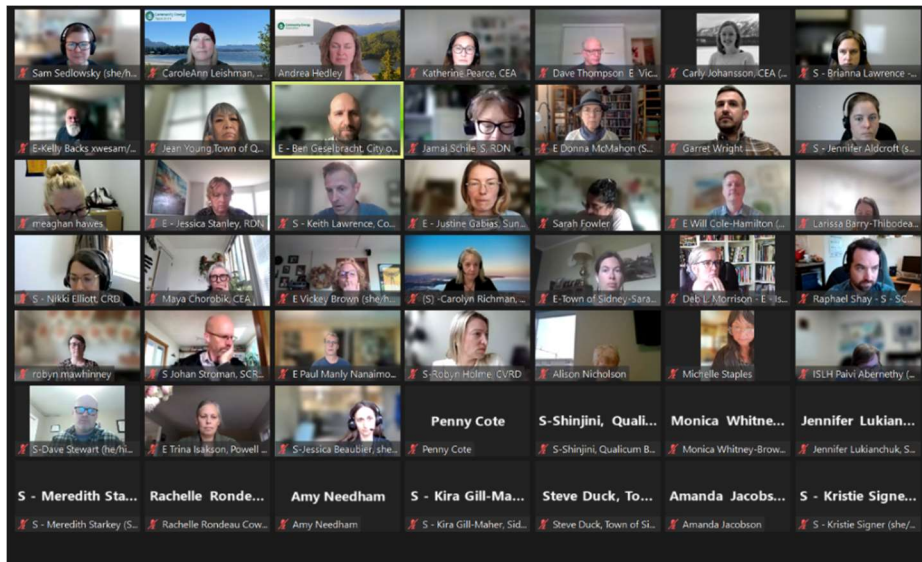 Sam Sedlowsky (she/h...
CaroleAnn Leishman, ...
Andrea Hedley
Katherine Pearce, CEA
Dave Thompson E. Vic...
Carly Johansson, CEA (...
S - Brianna Lawrence -...
E-Kelly Backs xwesam/...
Jean Young,Town of Q...
E - Ben Geselbracht, City o...
Jamai Schile, S, RDN
E Donna McMahon (S...
Garret Wright
S - Jennifer Aldcroft (s...
meaghan hawes
E - Jessica Stanley, RDN
S - Keith Lawrence, Co...
E - Justine Gabias, Sun...
Sarah Fowler
E Will Cole-Hamilton (...
Larissa Barry-Thibodea...
S - Nikki Elliott, CRD
Maya Chorobik, CEA
E Vickey Brown (she/h...
(S) -Carolyn Richman, ...
E-Town of Sidney-Sara...
Deb L. Morrison - E - Is...
Raphael Shay - S - SC...
robyn mawhinney
S Johan Stroman, SCR...
E Paul Manly Nanaimo...
S-Robyn Holme, CVRD
Alison Nicholson
Michelle Staples
ISLH Paivi Abernethy (...
S-Dave Stewart (he/hi...
E Trina Isakson, Powell ...
S-Jessica Beaubier, she...
Penny Cote
Penny Cote
S-Shinjini, Quali...
S-Shinjini, Qualicum B...
Monica Whitne...
Monica Whitney-Brow...
Jennifer Lukian...
Jennifer Lukianchuk, S...
S - Meredith Sta...
S - Meredith Starkey (S...
Rachelle Ronde...
Rachelle Rondeau Cow...
Amy Needham
Amy Needham
S - Kira Gill-Ma...
S - Kira Gill-Maher, Sid...
Steve Duck, To...
Steve Duck, Town of Si...
Amanda Jacobs...
Amanda Jacobson
S - Kristie Signe...
S - Kristie Signer (she/...